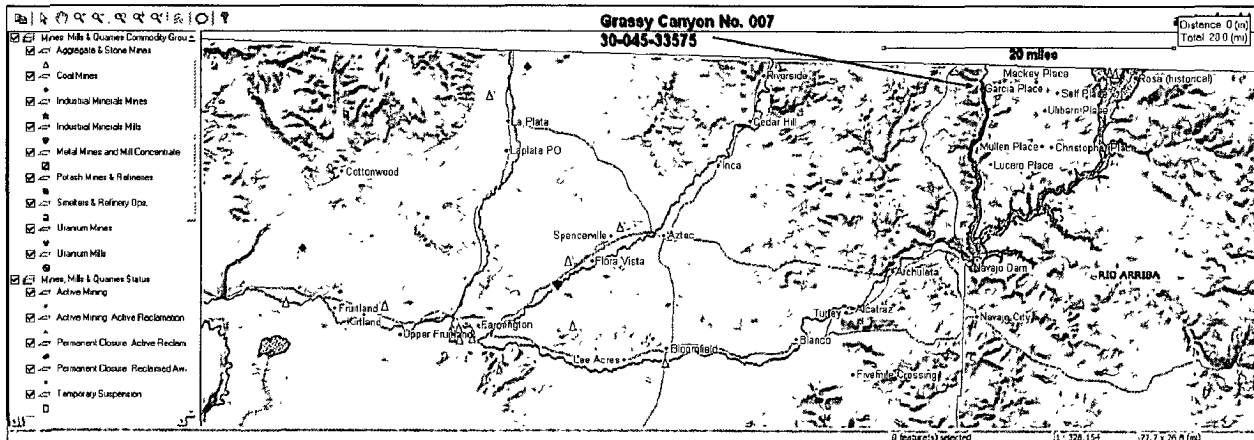 Grassy Canyon No. 007
30-045-33575
Distance 0 (m)
Total 20.0 (mi)
20 miles
Mines, Mills & Quarries Commodity Grou
Aggregate & Stone Mines
Coal Mines
Industrial Minerals Mines
Industrial Minerals Mills
Metal Mines and Mill Concentrate
Potash Mines & Refineries
Smelters & Refinery Ops.
Uranium Mines
Uranium Mills
Mines, Mills & Quarries Status
Active Mining
Active Mining Active Reclamation
Permanent Closure Active Reclam
Permanent Closure Reclaimed Aw.
Temporary Suspension
Riverside
Mackey Place
Rosa (historical)
Garcia Place
Self Place
Ulibarri Place
La Plata
Cedar Hill
Laplata PO
Mullen Place
Christopher Place
Lucero Place
Inca
Cottonwood
Spencerville
Aztec
Flora Vista
Archuleta
Navajo Dam
RIO ARRIBA
Fruitland
Kirtland
Upper Fruitland
Farmington
Turley
Alcatraz
Navajo City
Blanco
Bloomfield
Lee Acres
Fivemile Crossing
0 feature(s) selected
1 : 328,154
77.7 x 26.8 (mi)